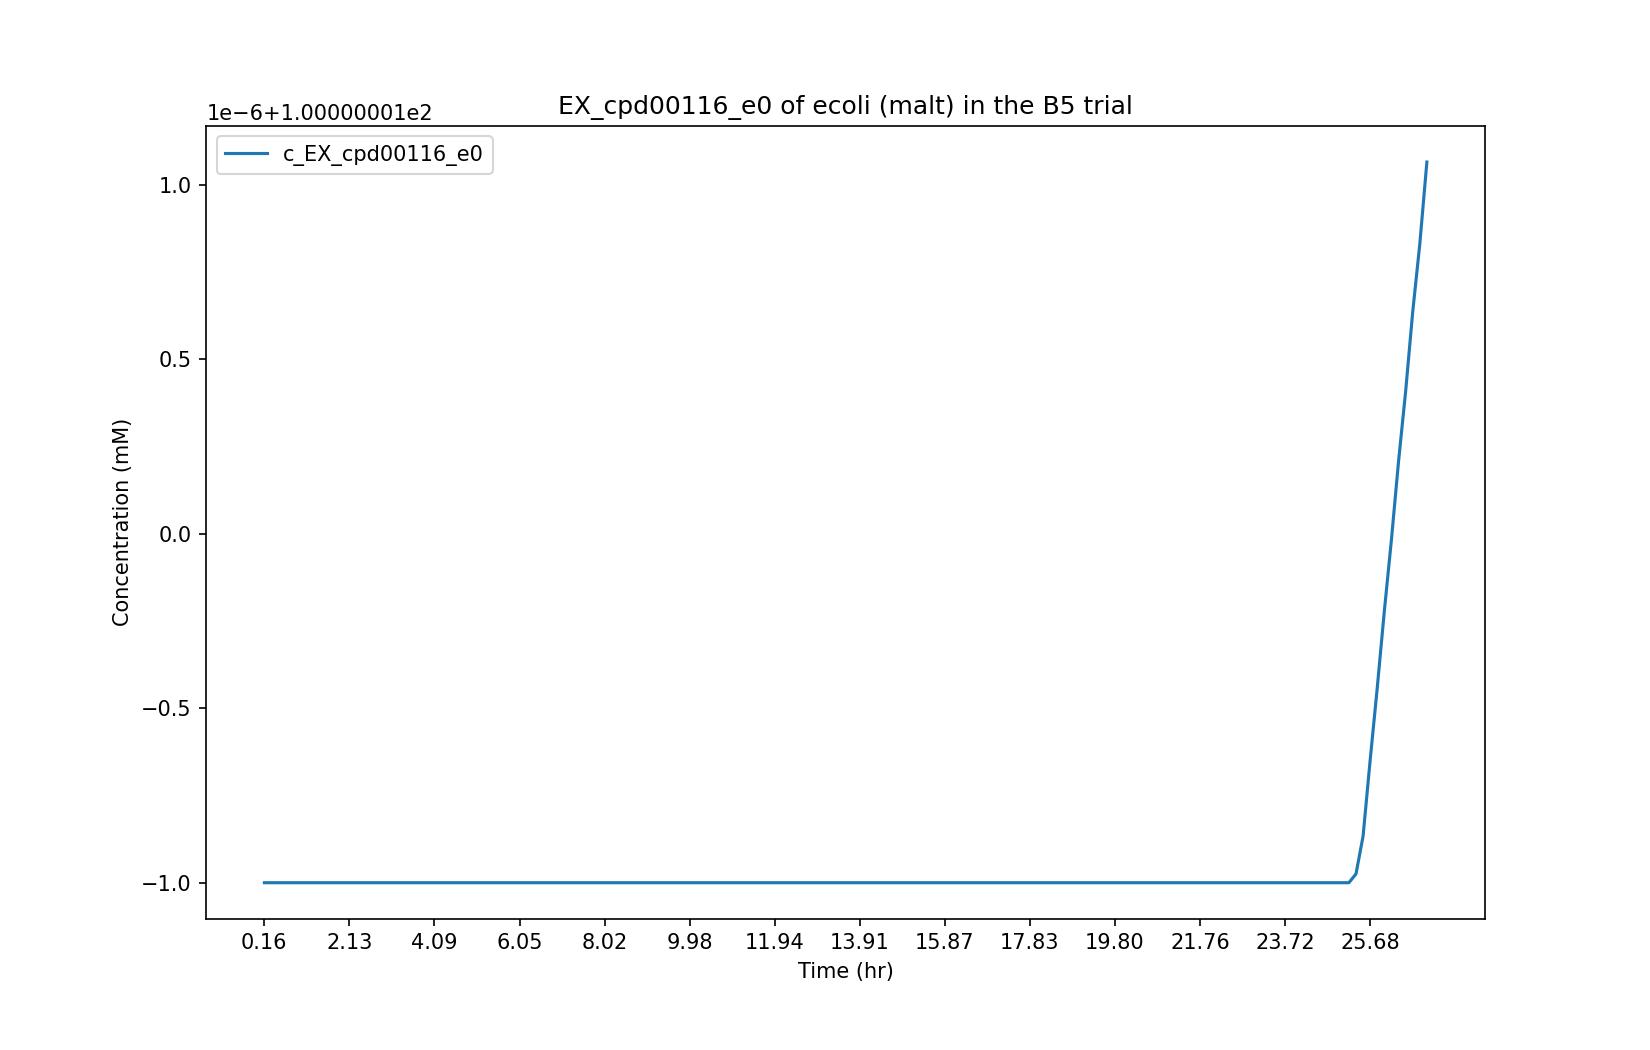 EX_cpd00116_e0 of ecoli (malt) in the B5 trial
1e−6+1.00000001e2
c_EX_cpd00116_e0
1.0
0.5
0.0
−0.5
−1.0
Concentration (mM)
0.16 2.13 4.09 6.05 8.02 9.98 11.94 13.91 15.87 17.83 19.80 21.76 23.72 25.68
Time (hr)